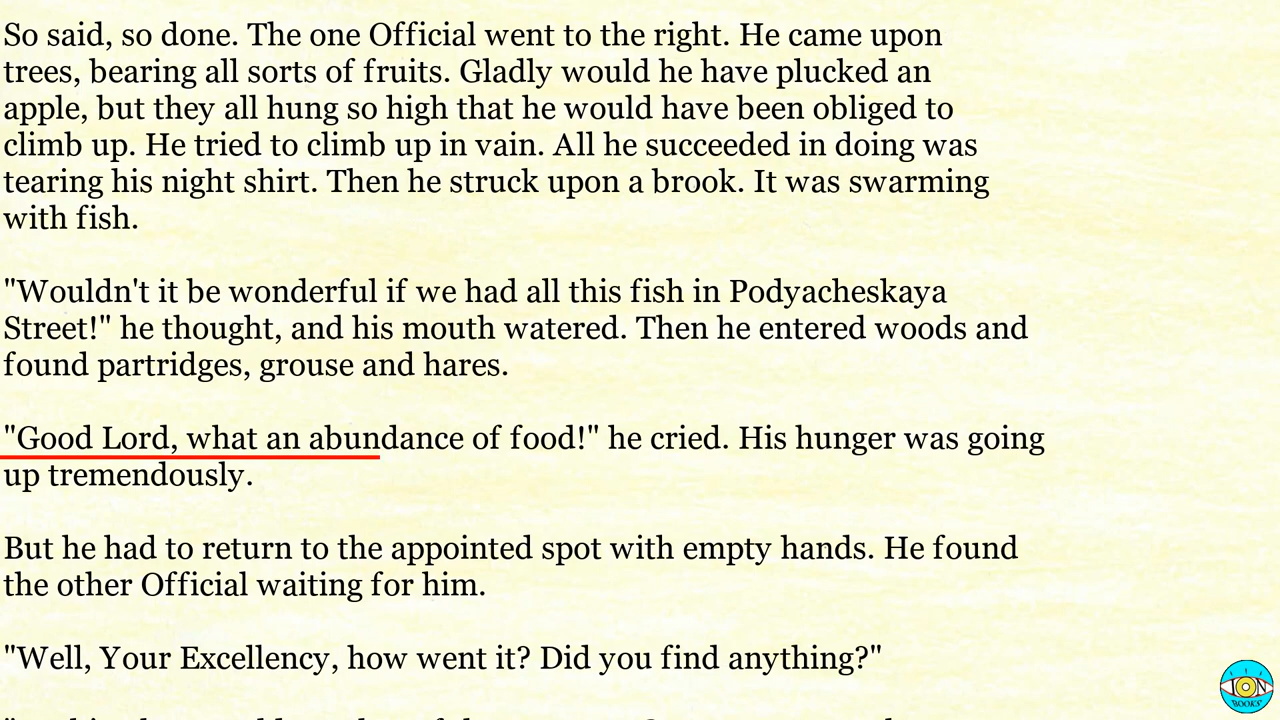 So said, so done. The one Official went to the right. He came upon
trees, bearing all sorts of fruits. Gladly would he have plucked an
apple, but they all hung so high that he would have been obliged to
climb up. He tried to climb up in vain. All he succeeded in doing was
tearing his night shirt. Then he struck upon a brook. It was swarming
with fish.
"Wouldn't it be wonderful if we had all this fish in Podyacheskaya
Street!" he thought, and his mouth watered. Then he entered woods and
found partridges, grouse and hares.
"Good Lord, what an abundance of food!" he cried. His hunger was going
up tremendously.
But he had to return to the appointed spot with empty hands. He found
the other Official waiting for him.
"Well, Your Excellency, how went it? Did you find anything?"
ION
BOOKS